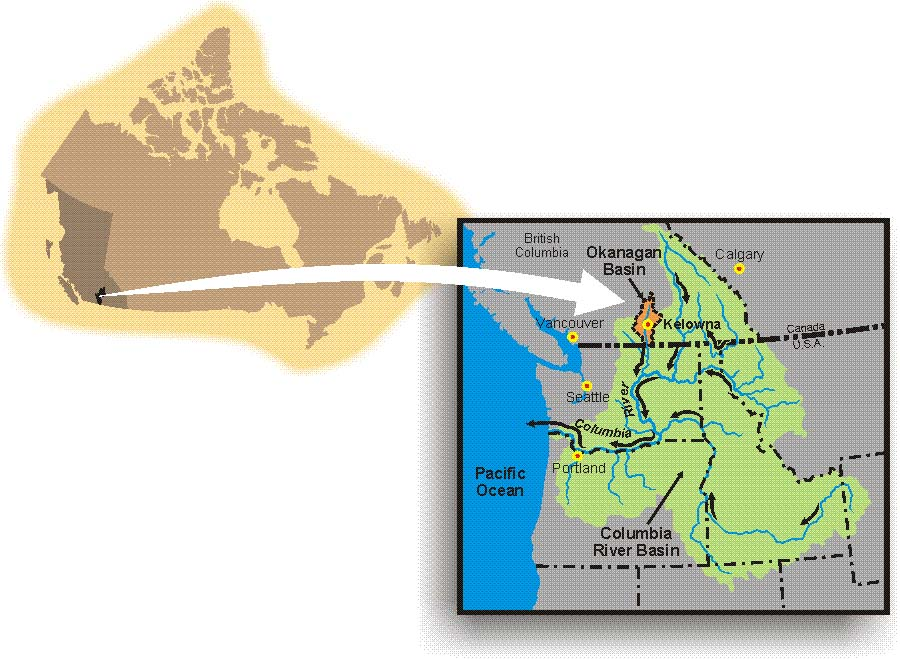 British
Columbia
Okanagan
Basin
Calgary
Vancouver
Kelowna
Canada
U.S.A.
Seattle
River
Columbia
Portland
Pacific
Ocean
Columbia
River Basin